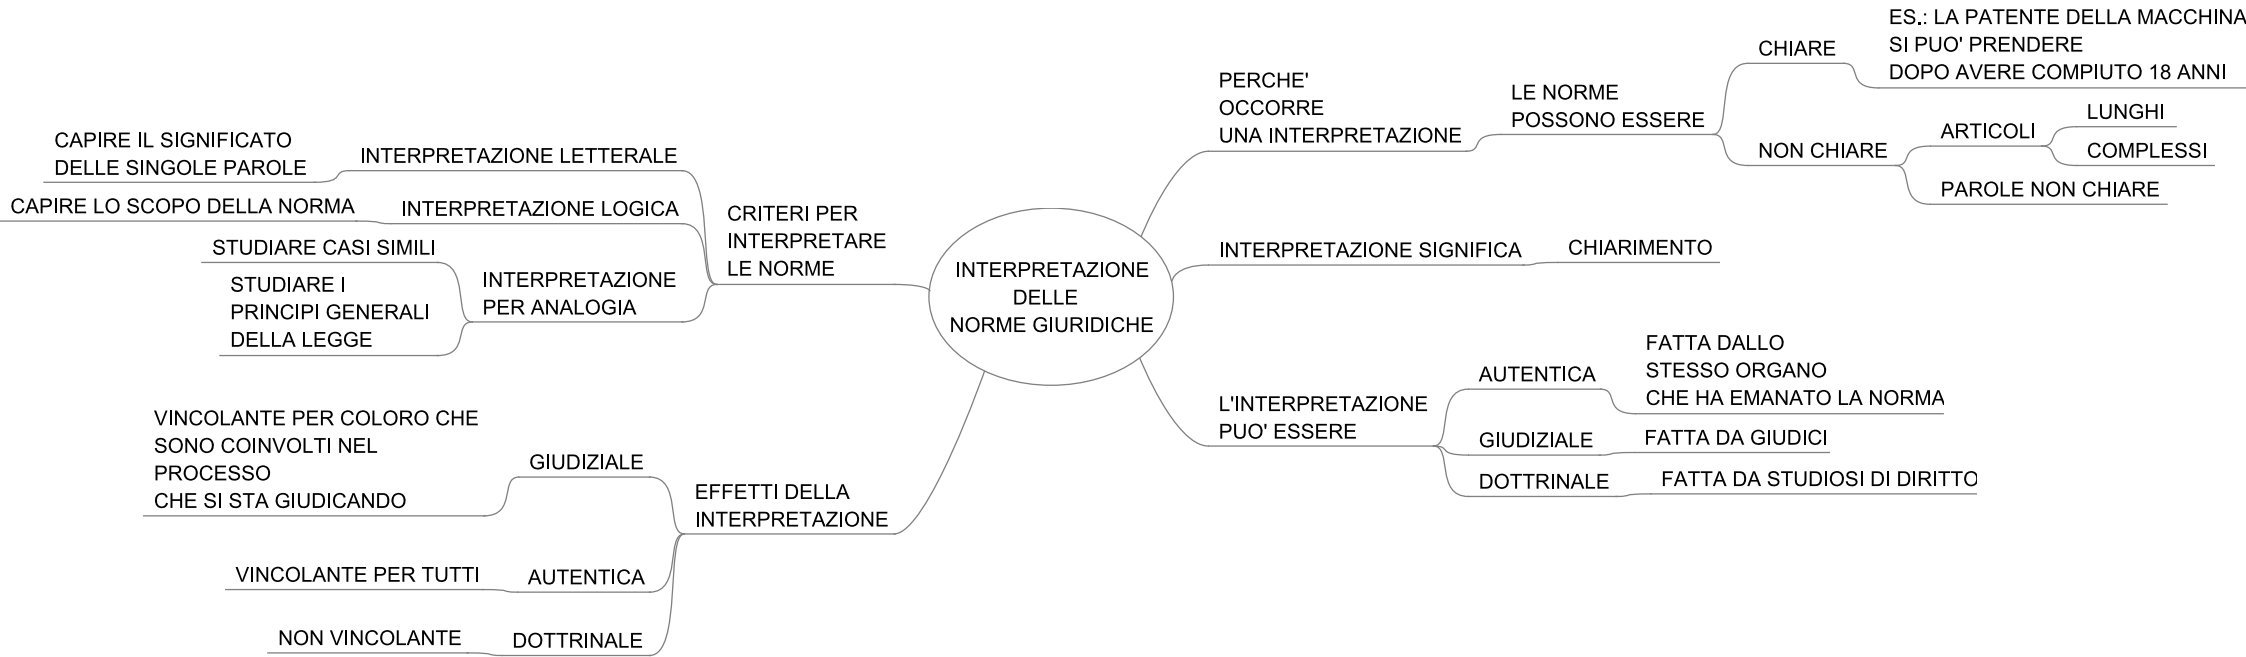 INTERPRETAZIONE
DELLE
NORME GIURIDICHE
PERCHE'
OCCORRE
UNA INTERPRETAZIONE
LE NORME
POSSONO ESSERE
CHIARE
ES.: LA PATENTE DELLA MACCHINA
SI PUO' PRENDERE
DOPO AVERE COMPIUTO 18 ANNI
NON CHIARE
ARTICOLI
LUNGHI
COMPLESSI
PAROLE NON CHIARE
INTERPRETAZIONE SIGNIFICA
CHIARIMENTO
L'INTERPRETAZIONE
PUO' ESSERE
AUTENTICA
FATTA DALLO
STESSO ORGANO
CHE HA EMANATO LA NORMA
GIUDIZIALE
FATTA DA GIUDICI
DOTTRINALE
FATTA DA STUDIOSI DI DIRITTO
CRITERI PER
INTERPRETARE
LE NORME
INTERPRETAZIONE LETTERALE
CAPIRE IL SIGNIFICATO
DELLE SINGOLE PAROLE
INTERPRETAZIONE LOGICA
CAPIRE LO SCOPO DELLA NORMA
INTERPRETAZIONE
PER ANALOGIA
STUDIARE CASI SIMILI
STUDIARE I
PRINCIPI GENERALI
DELLA LEGGE
EFFETTI DELLA
INTERPRETAZIONE
GIUDIZIALE
VINCOLANTE PER COLORO CHE
SONO COINVOLTI NEL
PROCESSO
CHE SI STA GIUDICANDO
AUTENTICA
VINCOLANTE PER TUTTI
DOTTRINALE
NON VINCOLANTE